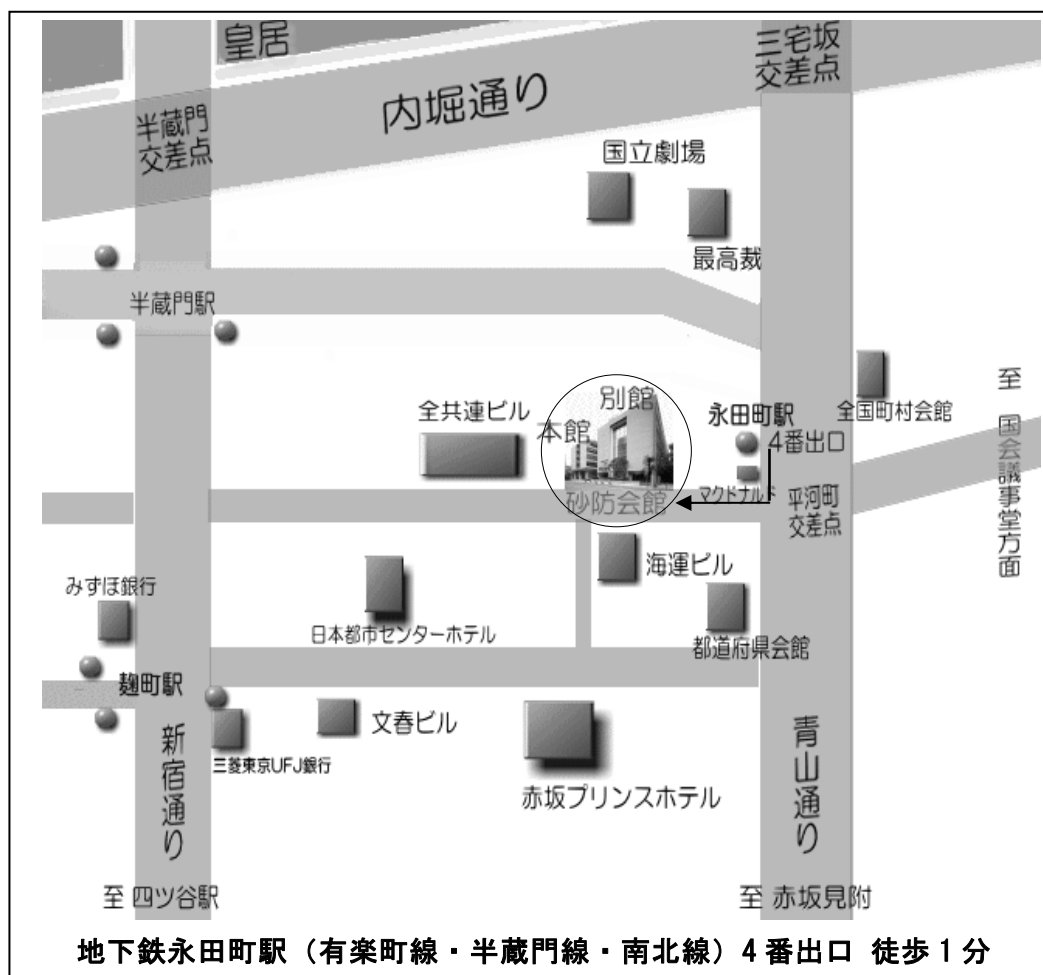 皇居
三宅坂
交差点
内堀通り
半蔵門
交差点
国立劇場
最高裁
半蔵門駅
至 国会議事堂方面
別館
全共連ビル
本館
永田町駅
全国町村会館
4番出口
マクドナルド
砂防会館
平河町
交差点
海運ビル
みずほ銀行
日本都市センターホテル
都道府県会館
麹町駅
文春ビル
三菱東京UFJ銀行
新宿通り
青山通り
赤坂プリンスホテル
至 四ツ谷駅
至 赤坂見附
地下鉄永田町駅（有楽町線・半蔵門線・南北線）4番出口 徒歩1分